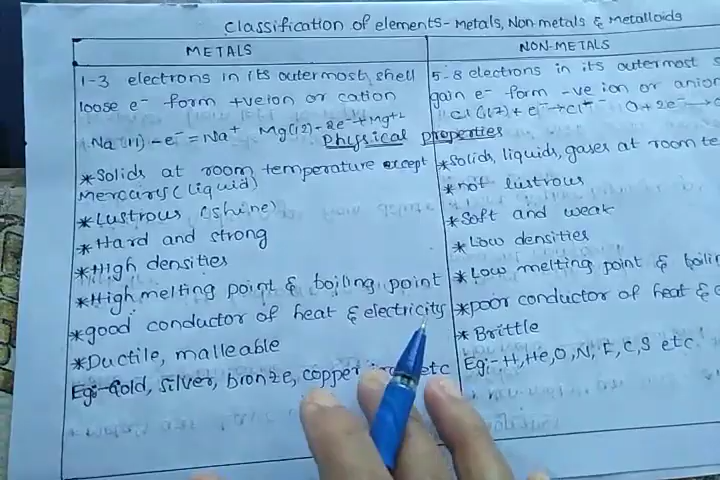 Classification of elements - Metals, Non metals & Metalloids
METALS
1-3 electrons in its outermost shell
loose e⁻ form +ve ion or cation
Na (11) - e⁻ = Na⁺ Mg(12) - 2e⁻ → Mg⁺²
Physical properties
*Solids at room temperature except
Mercury (liquid)
*Lustrous (shine)
*Hard and strong
*High densities
*High melting point & boiling point
*good conductor of heat & electricity
*Ductile, malleable
Eg:- Gold, silver, bronze, copper etc
NON-METALS
5-8 electrons in its outermost
gain e⁻ form -ve ion or anion
Cl (17) + e⁻ → Cl⁻ O + 2e⁻ →
*Solids, liquids, gases at room
*not lustrous
*Soft and weak
*Low densities
*Low melting point &
*poor conductor of heat &
*Brittle
Eg:- H, He, O, N, F, C, S etc.